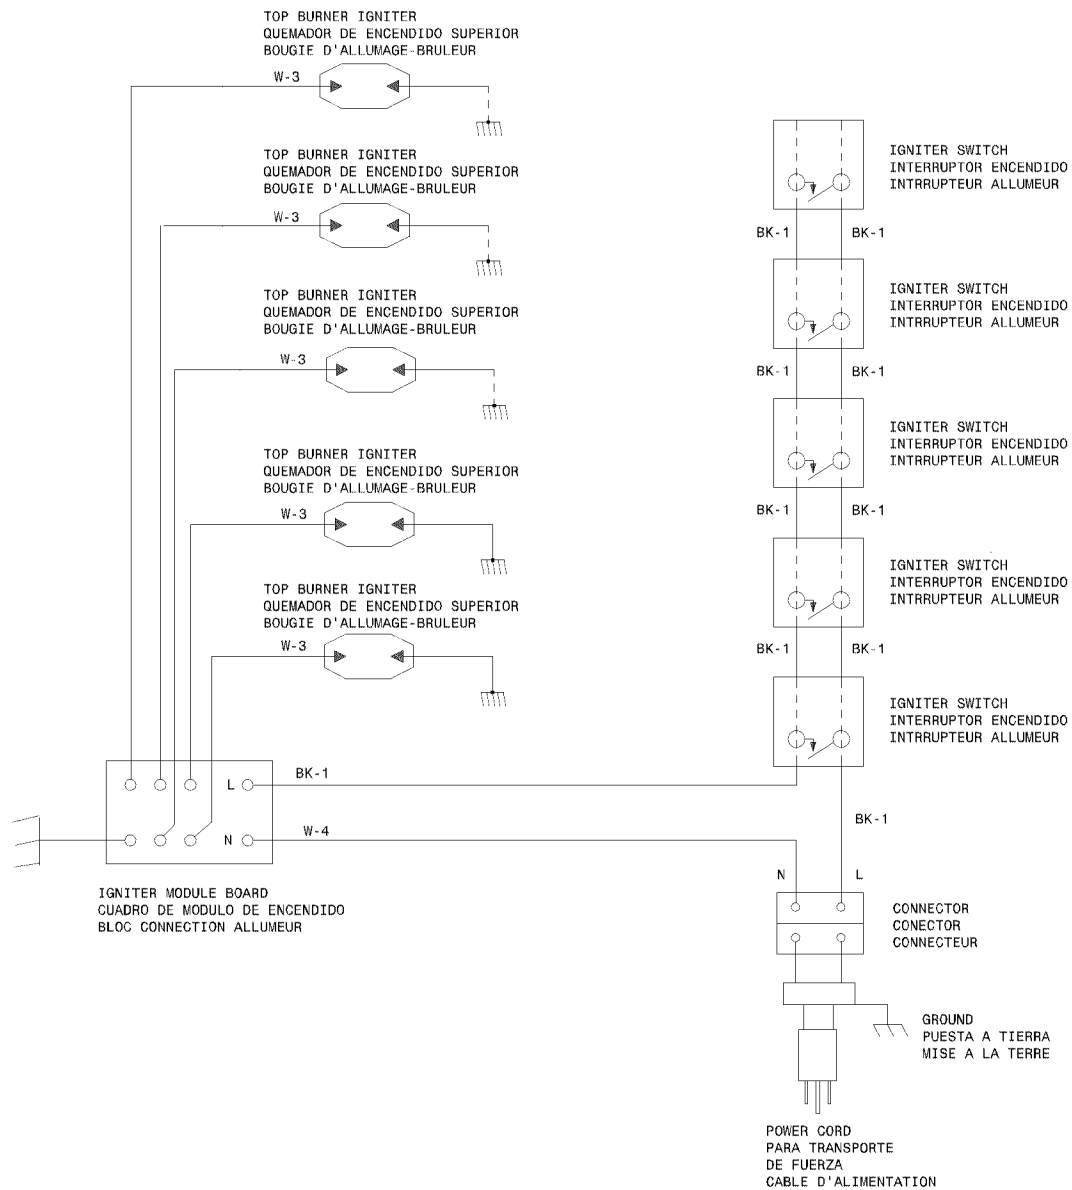 TOP BURNER IGNITER
QUEMADOR DE ENCENDIDO SUPERIOR
BOUGIE D'ALLUMAGE-BRULEUR
W-3
TOP BURNER IGNITER
QUEMADOR DE ENCENDIDO SUPERIOR
BOUGIE D'ALLUMAGE-BRULEUR
W-3
TOP BURNER IGNITER
QUEMADOR DE ENCENDIDO SUPERIOR
BOUGIE D'ALLUMAGE-BRULEUR
W-3
TOP BURNER IGNITER
QUEMADOR DE ENCENDIDO SUPERIOR
BOUGIE D'ALLUMAGE-BRULEUR
W-3
TOP BURNER IGNITER
QUEMADOR DE ENCENDIDO SUPERIOR
BOUGIE D'ALLUMAGE-BRULEUR
W-3
IGNITER SWITCH
INTERRUPTOR ENCENDIDO
INTRRUPTEUR ALLUMEUR
BK-1 BK-1
IGNITER SWITCH
INTERRUPTOR ENCENDIDO
INTRRUPTEUR ALLUMEUR
BK-1 BK-1
IGNITER SWITCH
INTERRUPTOR ENCENDIDO
INTRRUPTEUR ALLUMEUR
BK-1 BK-1
IGNITER SWITCH
INTERRUPTOR ENCENDIDO
INTRRUPTEUR ALLUMEUR
BK-1 BK-1
IGNITER SWITCH
INTERRUPTOR ENCENDIDO
INTRRUPTEUR ALLUMEUR
L BK-1
N W-4
BK-1
IGNITER MODULE BOARD
CUADRO DE MODULO DE ENCENDIDO
BLOC CONNECTION ALLUMEUR
N L
CONNECTOR
CONECTOR
CONNECTEUR
GROUND
PUESTA A TIERRA
MISE A LA TERRE
POWER CORD
PARA TRANSPORTE
DE FUERZA
CABLE D'ALIMENTATION